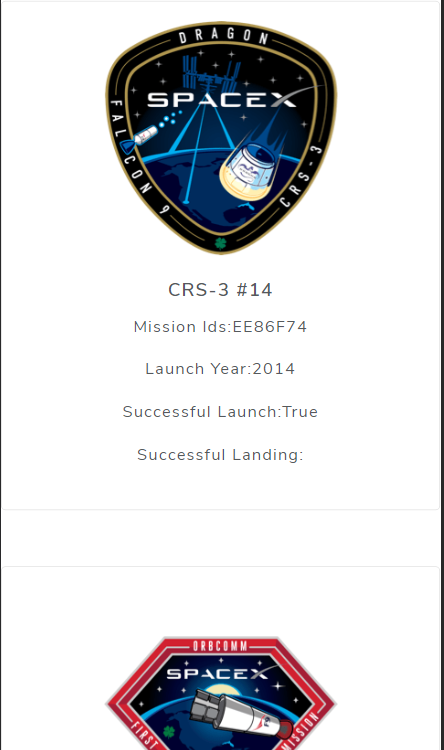 DRAGON
SPACEX
FALCON 9
CRS-3
CRS-3 #14
Mission Ids:EE86F74
Launch Year:2014
Successful Launch:True
Successful Landing:
ORBCOMM
SPACEX
FIRST
MISSION